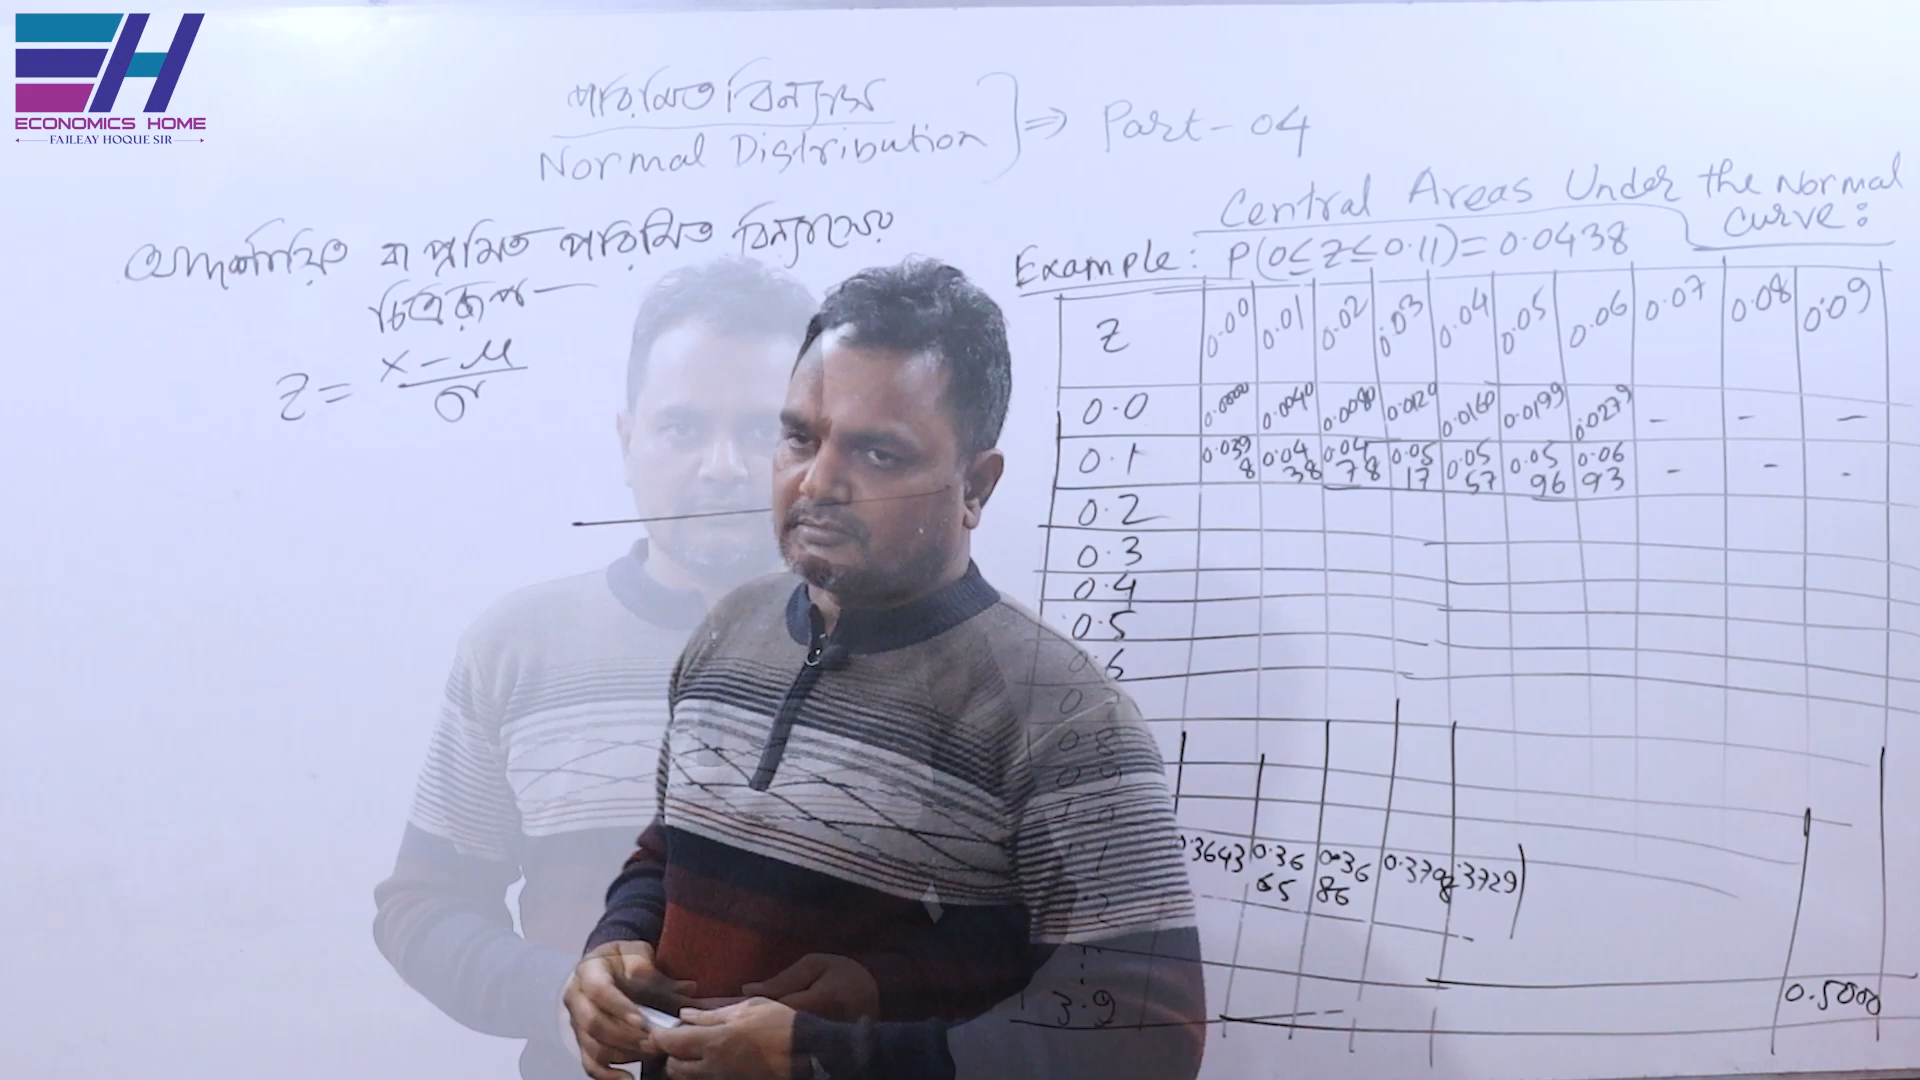 ECONOMICS HOME
FAJLEAY HOQUE SIR
পরিমিত বিন্যাস
Normal Distribution
⇒ Part-04
আদর্শায়িত বা প্রমিত পরিমিত বিন্যাসের
চিত্ররূপ—
Z = X - μ / σ
Central Areas Under the Normal
Curve:
Example: P(0≤Z≤0.11)=0.0438
Z 0.00 0.01 0.02 0.03 0.04 0.05 0.06 0.07 0.08 0.09
0.0 0.0000 0.0040 0.0080 0.0120 0.0160 0.0199 0.0279 - - -
0.1 0.0398 0.0438 0.0478 0.0517 0.0557 0.0596 0.0693 - - -
0.2
0.3
0.4
0.5
0.6
0.8
0.3643 0.3665 0.3686 .3729
3.9 0.5000